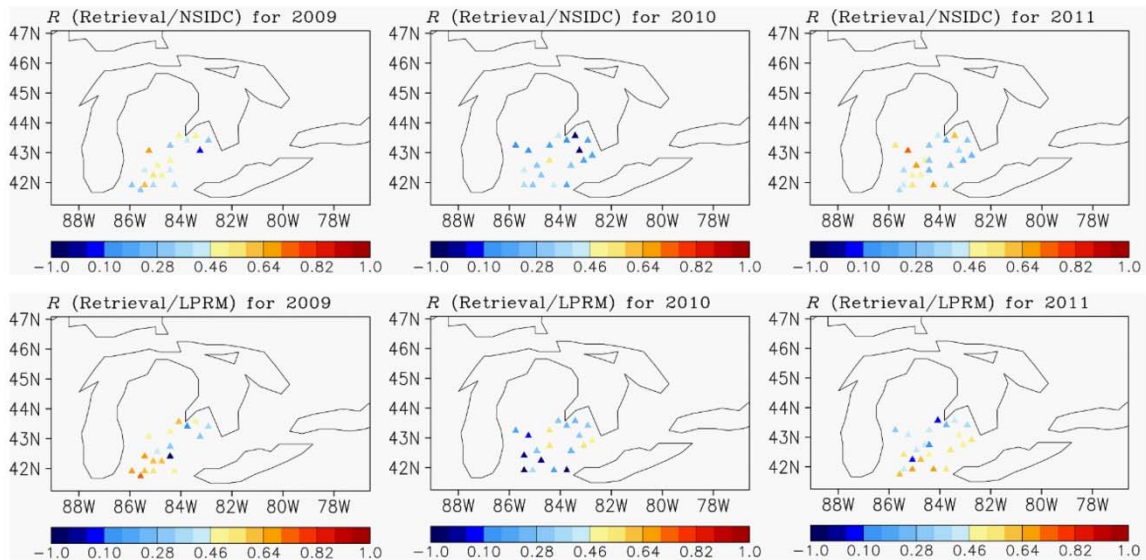 R (Retrieval/NSIDC) for 2009
47N
46N
45N
44N
43N
42N
88W 86W 84W 82W 80W 78W
−1.0 0.10 0.28 0.46 0.64 0.82 1.0
R (Retrieval/NSIDC) for 2010
47N
46N
45N
44N
43N
42N
88W 86W 84W 82W 80W 78W
−1.0 0.10 0.28 0.46 0.64 0.82 1.0
R (Retrieval/NSIDC) for 2011
47N
46N
45N
44N
43N
42N
88W 86W 84W 82W 80W 78W
−1.0 0.10 0.28 0.46 0.64 0.82 1.0
R (Retrieval/LPRM) for 2009
47N
46N
45N
44N
43N
42N
88W 86W 84W 82W 80W 78W
−1.0 0.10 0.28 0.46 0.64 0.82 1.0
R (Retrieval/LPRM) for 2010
47N
46N
45N
44N
43N
42N
88W 86W 84W 82W 80W 78W
−1.0 0.10 0.28 0.46 0.64 0.82 1.0
R (Retrieval/LPRM) for 2011
47N
46N
45N
44N
43N
42N
88W 86W 84W 82W 80W 78W
−1.0 0.10 0.28 0.46 0.64 0.82 1.0